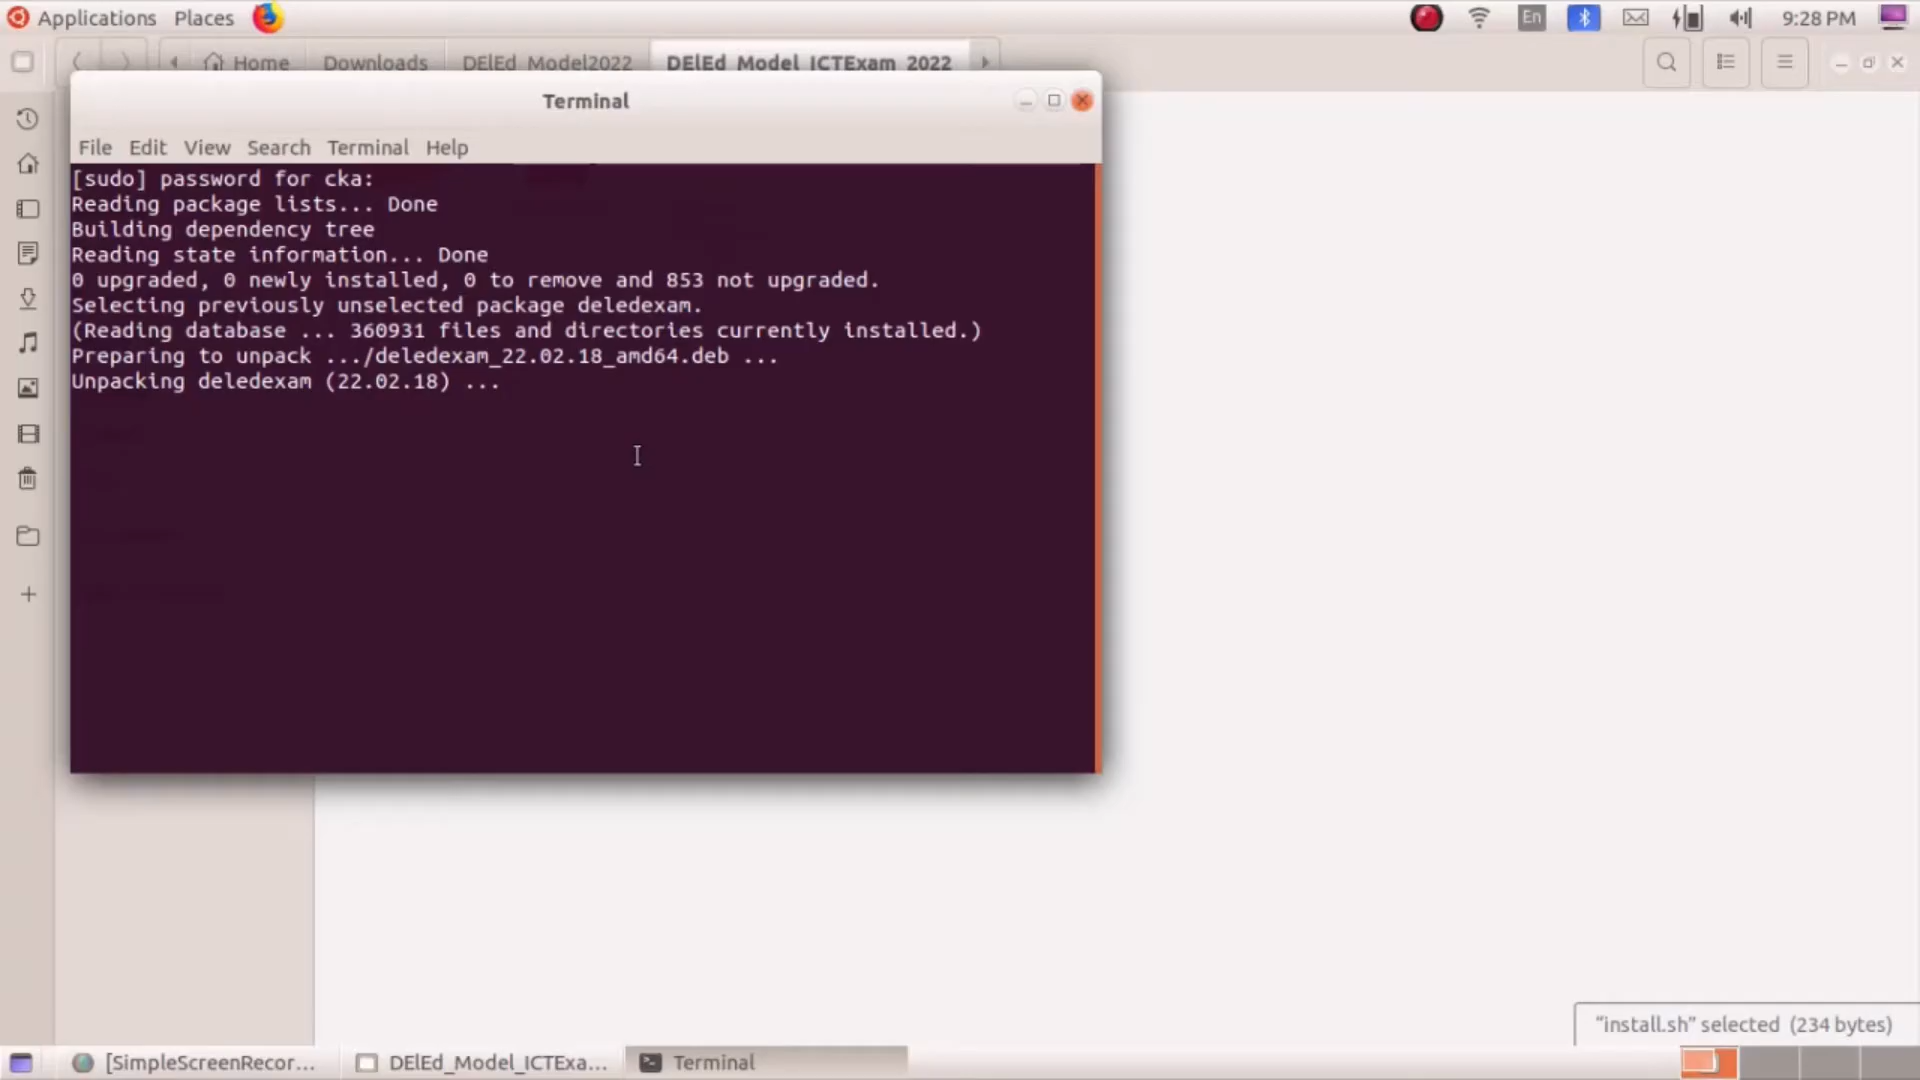 Applications Places
En
9:28 PM
Home Downloads DElEd_Model2022 DElEd_Model_ICTExam_2022
Terminal
File Edit View Search Terminal Help
[sudo] password for cka:
Reading package lists... Done
Building dependency tree
Reading state information... Done
0 upgraded, 0 newly installed, 0 to remove and 853 not upgraded.
Selecting previously unselected package deledexam.
(Reading database ... 360931 files and directories currently installed.)
Preparing to unpack .../deledexam_22.02.18_amd64.deb ...
Unpacking deledexam (22.02.18) ...
"install.sh" selected (234 bytes)
[SimpleScreenRecor... DElEd_Model_ICTExa... Terminal